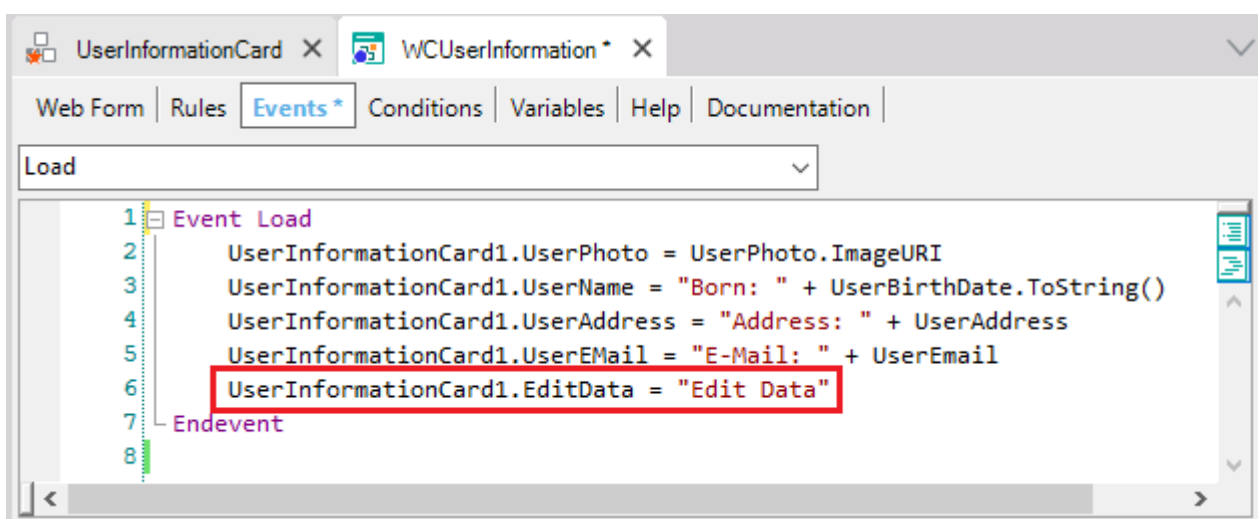 UserInformationCard WCUserInformation *
Web Form Rules Events * Conditions Variables Help Documentation
Load
1 Event Load
2 UserInformationCard1.UserPhoto = UserPhoto.ImageURI
3 UserInformationCard1.UserName = "Born: " + UserBirthDate.ToString()
4 UserInformationCard1.UserAddress = "Address: " + UserAddress
5 UserInformationCard1.UserEMail = "E-Mail: " + UserEmail
6 UserInformationCard1.EditData = "Edit Data"
7 Endevent
8